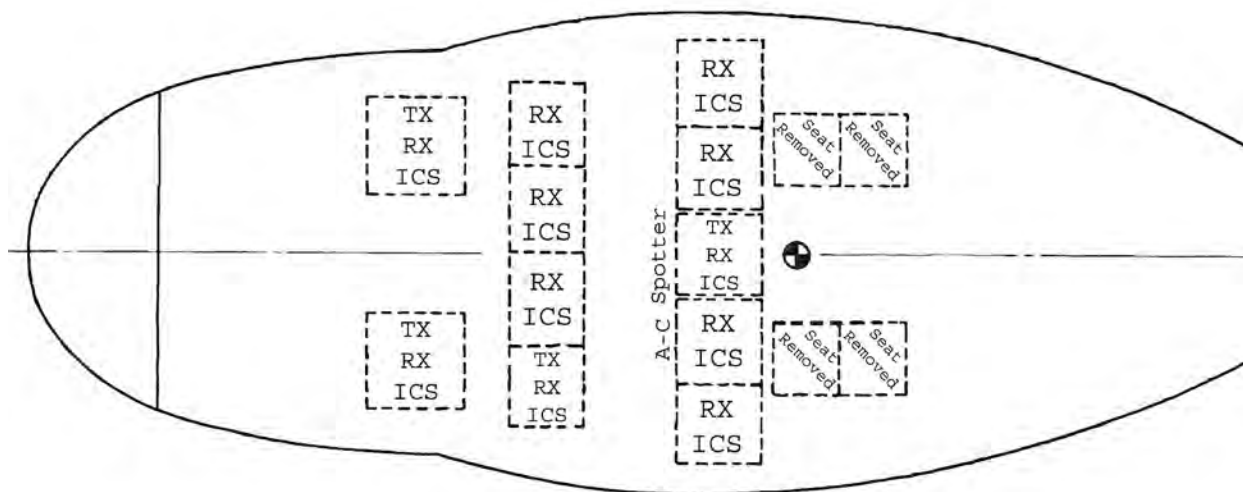 TX
RX
ICS
TX
RX
ICS
RX
ICS
RX
ICS
RX
ICS
TX
RX
ICS
A-C Spotter
RX
ICS
RX
ICS
TX
RX
ICS
RX
ICS
RX
ICS
Seat
Removed
Seat
Removed
Seat
Removed
Seat
Removed